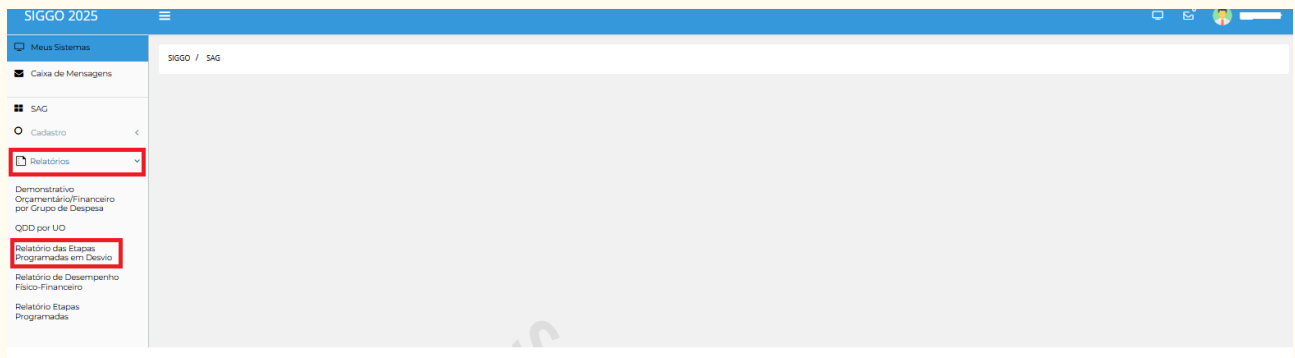 SIGGO 2025
Meus Sistemas
SIGGO / SAG
Caixa de Mensagens
SAG
Cadastro
Relatórios
Demonstrativo
Orçamentário/Financeiro
por Grupo de Despesa
QDD por UO
Relatório das Etapas
Programadas em Desvio
Relatório de Desempenho
Físico-Financeiro
Relatório Etapas
Programadas